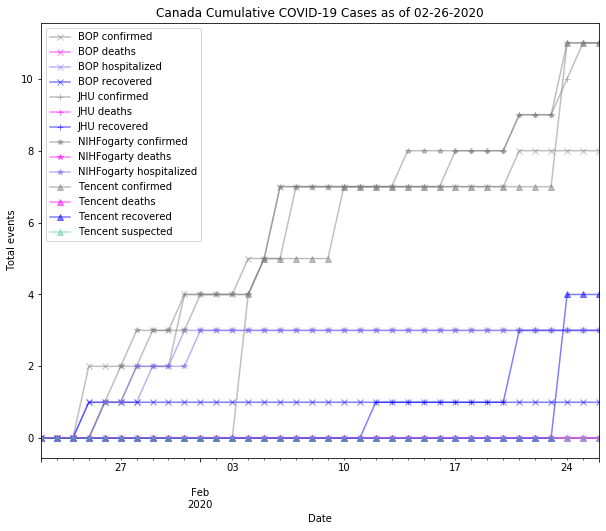 Canada Cumulative COVID-19 Cases as of 02-26-2020
BOP confirmed
BOP deaths
BOP hospitalized
BOP recovered
JHU confirmed
JHU deaths
JHU recovered
NIHFogarty confirmed
NIHFogarty deaths
NIHFogarty hospitalized
Tencent confirmed
Tencent deaths
Tencent recovered
Tencent suspected
Total events
10
8
6
4
2
0
27 03 10 17 24
Feb
2020
Date